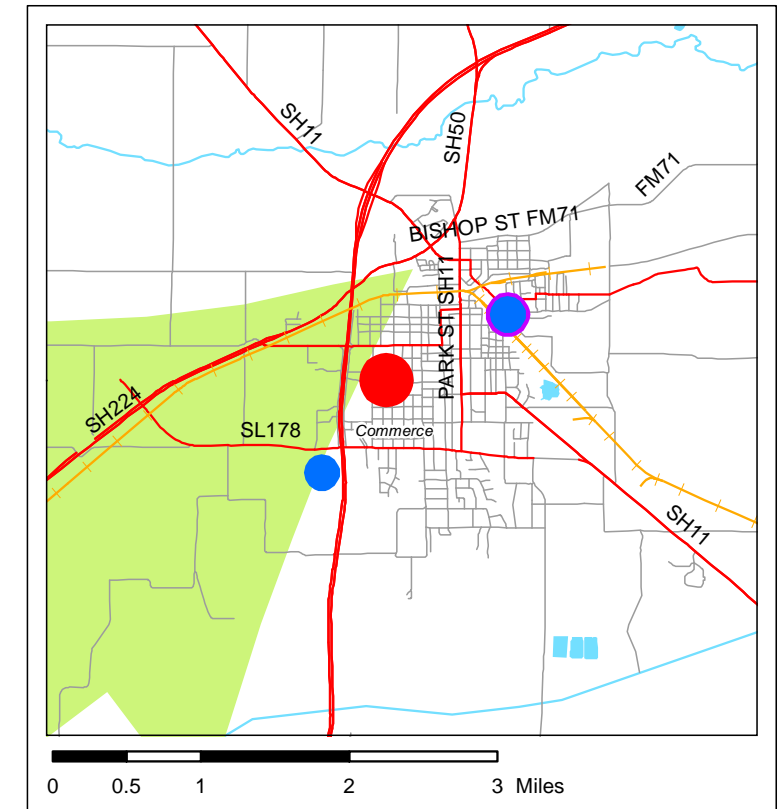 SH11
SH50
FM71
BISHOP ST FM71
PARK ST SH11
SH224
SL178
Commerce
SH11
0 0.5 1 2 3 Miles